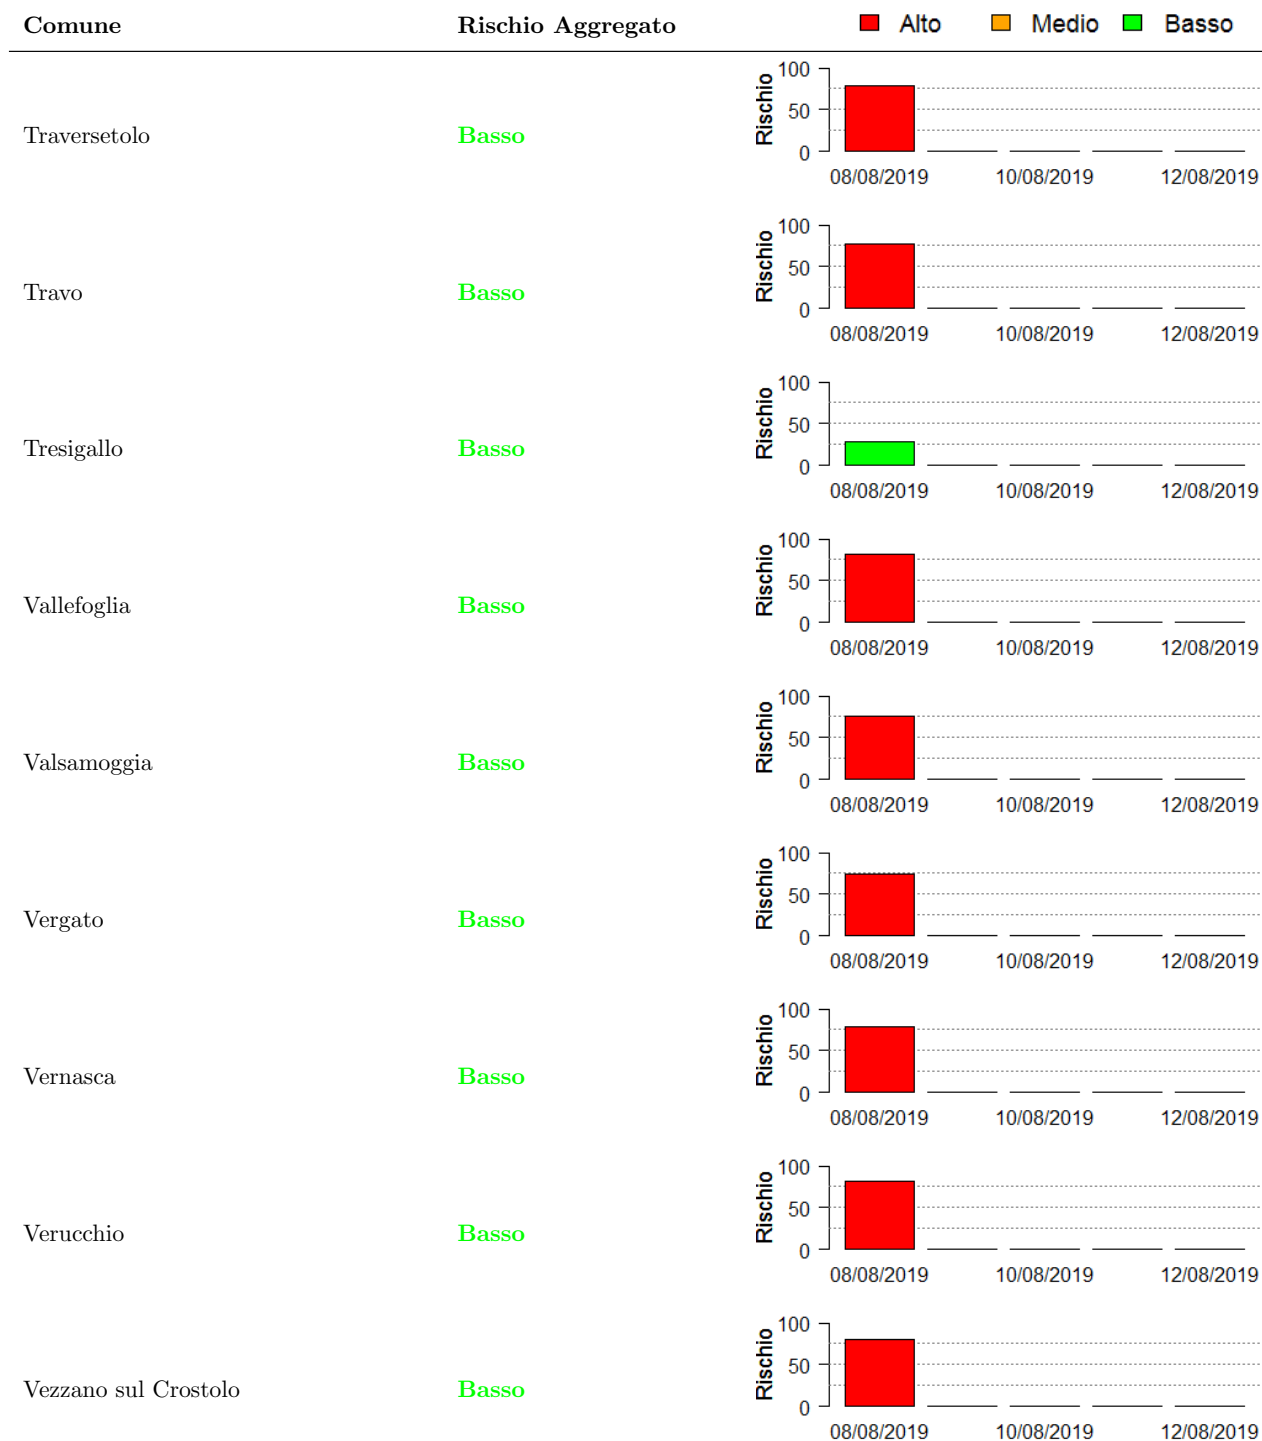 Comune Rischio Aggregato Alto Medio Basso
Traversetolo Basso
Rischio
100
50
0
08/08/2019 10/08/2019 12/08/2019
Travo Basso
Rischio
100
50
0
08/08/2019 10/08/2019 12/08/2019
Tresigallo Basso
Rischio
100
50
0
08/08/2019 10/08/2019 12/08/2019
Vallefoglia Basso
Rischio
100
50
0
08/08/2019 10/08/2019 12/08/2019
Valsamoggia Basso
Rischio
100
50
0
08/08/2019 10/08/2019 12/08/2019
Vergato Basso
Rischio
100
50
0
08/08/2019 10/08/2019 12/08/2019
Vernasca Basso
Rischio
100
50
0
08/08/2019 10/08/2019 12/08/2019
Verucchio Basso
Rischio
100
50
0
08/08/2019 10/08/2019 12/08/2019
Vezzano sul Crostolo Basso
Rischio
100
50
0
08/08/2019 10/08/2019 12/08/2019